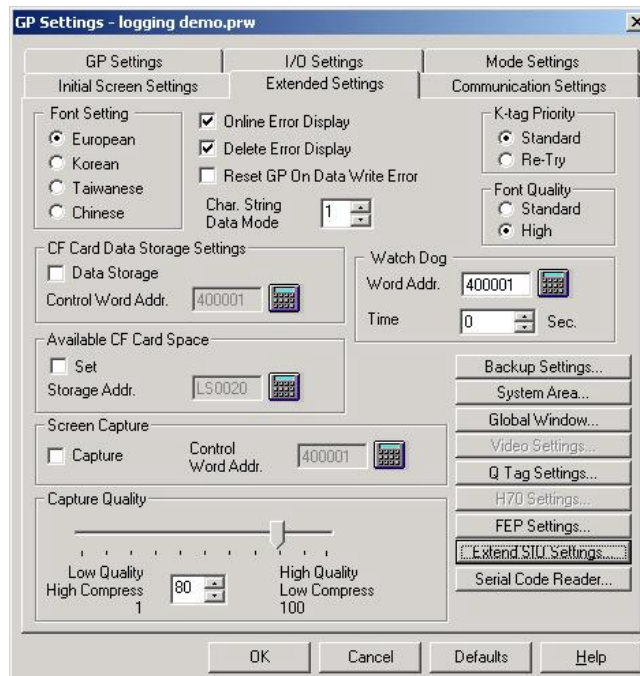 GP Settings - logging demo.prw
GP Settings
I/O Settings
Mode Settings
Initial Screen Settings
Extended Settings
Communication Settings
Font Setting
European
Korean
Taiwanese
Chinese
Online Error Display
Delete Error Display
Reset GP On Data Write Error
Char. String
Data Mode
1
K-tag Priority
Standard
Re-Try
Font Quality
Standard
High
CF Card Data Storage Settings
Data Storage
Control Word Addr.
400001
Watch Dog
Word Addr.
400001
Time
0
Sec.
Available CF Card Space
Set
Storage Addr.
LS0020
Screen Capture
Capture
Control
Word Addr.
400001
Capture Quality
Low Quality
High Compress
1
80
High Quality
Low Compress
100
Backup Settings...
System Area...
Global Window...
Video Settings...
Q Tag Settings...
H70 Settings...
FEP Settings...
Extend SIO Settings...
Serial Code Reader...
OK
Cancel
Defaults
Help